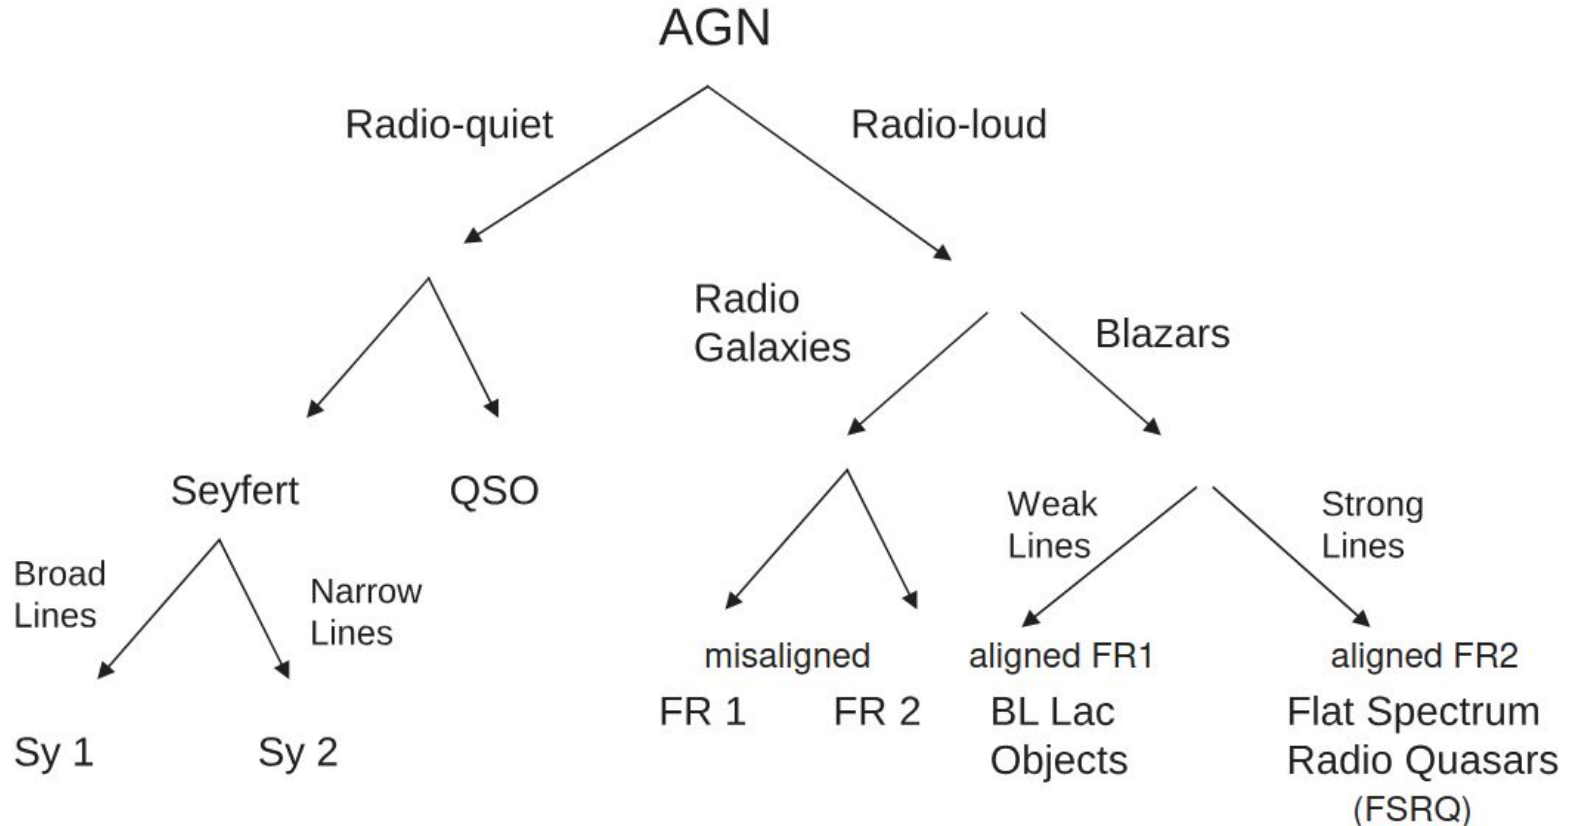 AGN
Radio-quiet
Radio-loud
Radio
Galaxies
Blazars
Seyfert
QSO
Weak
Lines
Strong
Lines
Broad
Lines
Narrow
Lines
misaligned
aligned FR1
aligned FR2
FR 1
FR 2
BL Lac
Objects
Flat Spectrum
Radio Quasars
(FSRQ)
Sy 1
Sy 2